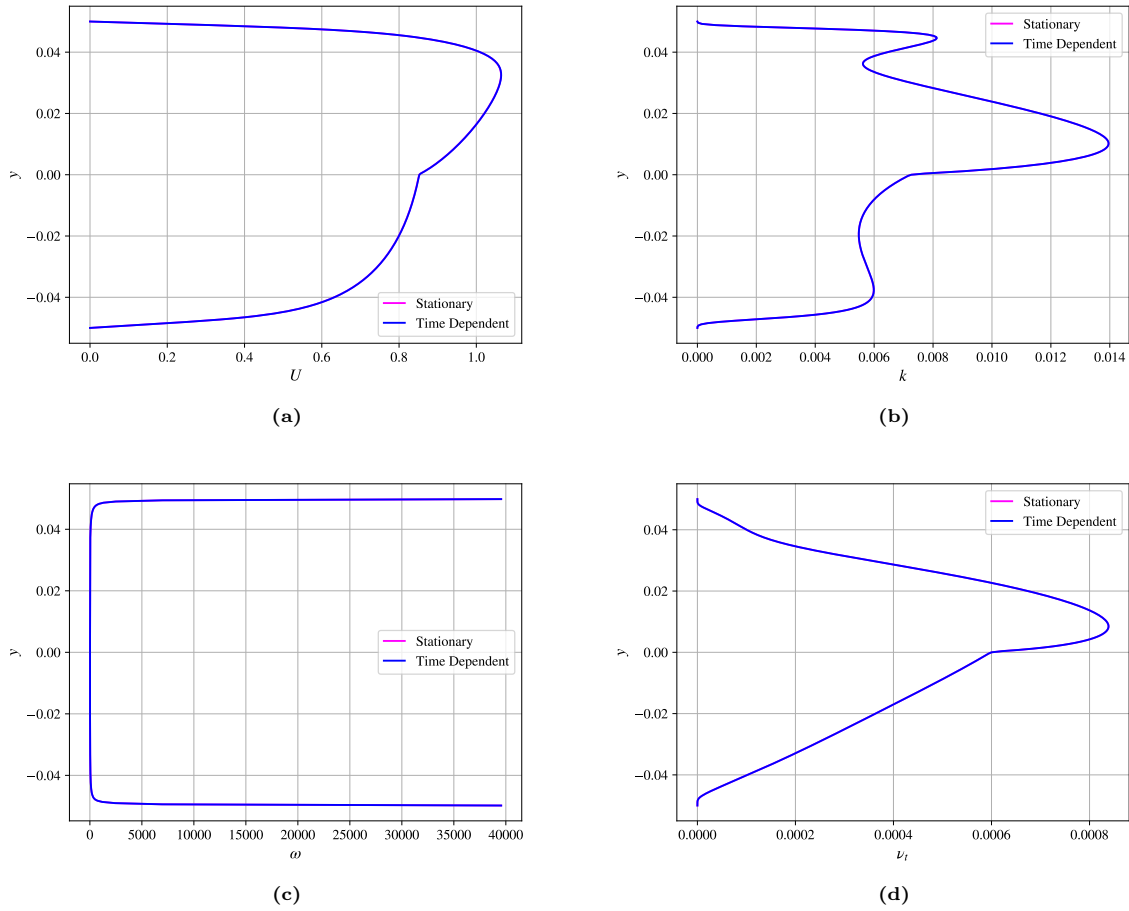 0.04
0.02
0.00
−0.02
−0.04
y
0.0 0.2 0.4 0.6 0.8 1.0
U
Stationary
Time Dependent
(a)
0.04
0.02
0.00
−0.02
−0.04
y
0.000 0.002 0.004 0.006 0.008 0.010 0.012 0.014
k
Stationary
Time Dependent
(b)
0.04
0.02
0.00
−0.02
−0.04
y
0 5000 10000 15000 20000 25000 30000 35000 40000
ω
Stationary
Time Dependent
(c)
0.04
0.02
0.00
−0.02
−0.04
y
0.0000 0.0002 0.0004 0.0006 0.0008
ν_t
Stationary
Time Dependent
(d)